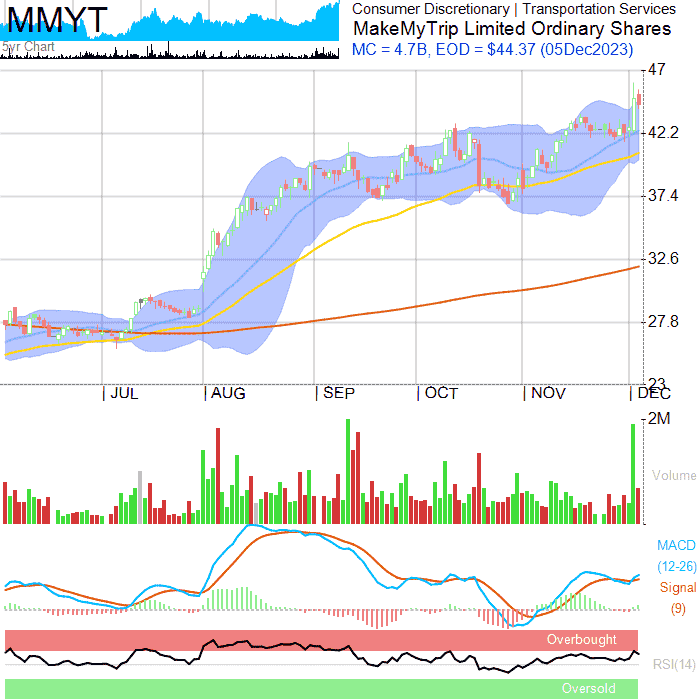 MMYT
5yr Chart
Consumer Discretionary | Transportation Services
MakeMyTrip Limited Ordinary Shares
MC = 4.7B, EOD = $44.37 (05Dec2023)
47
42.2
37.4
32.6
27.8
23
|JUL |AUG |SEP |OCT |NOV |DEC
2M
Volume
MACD
(12-26)
Signal
(9)
Overbought
RSI(14)
Oversold